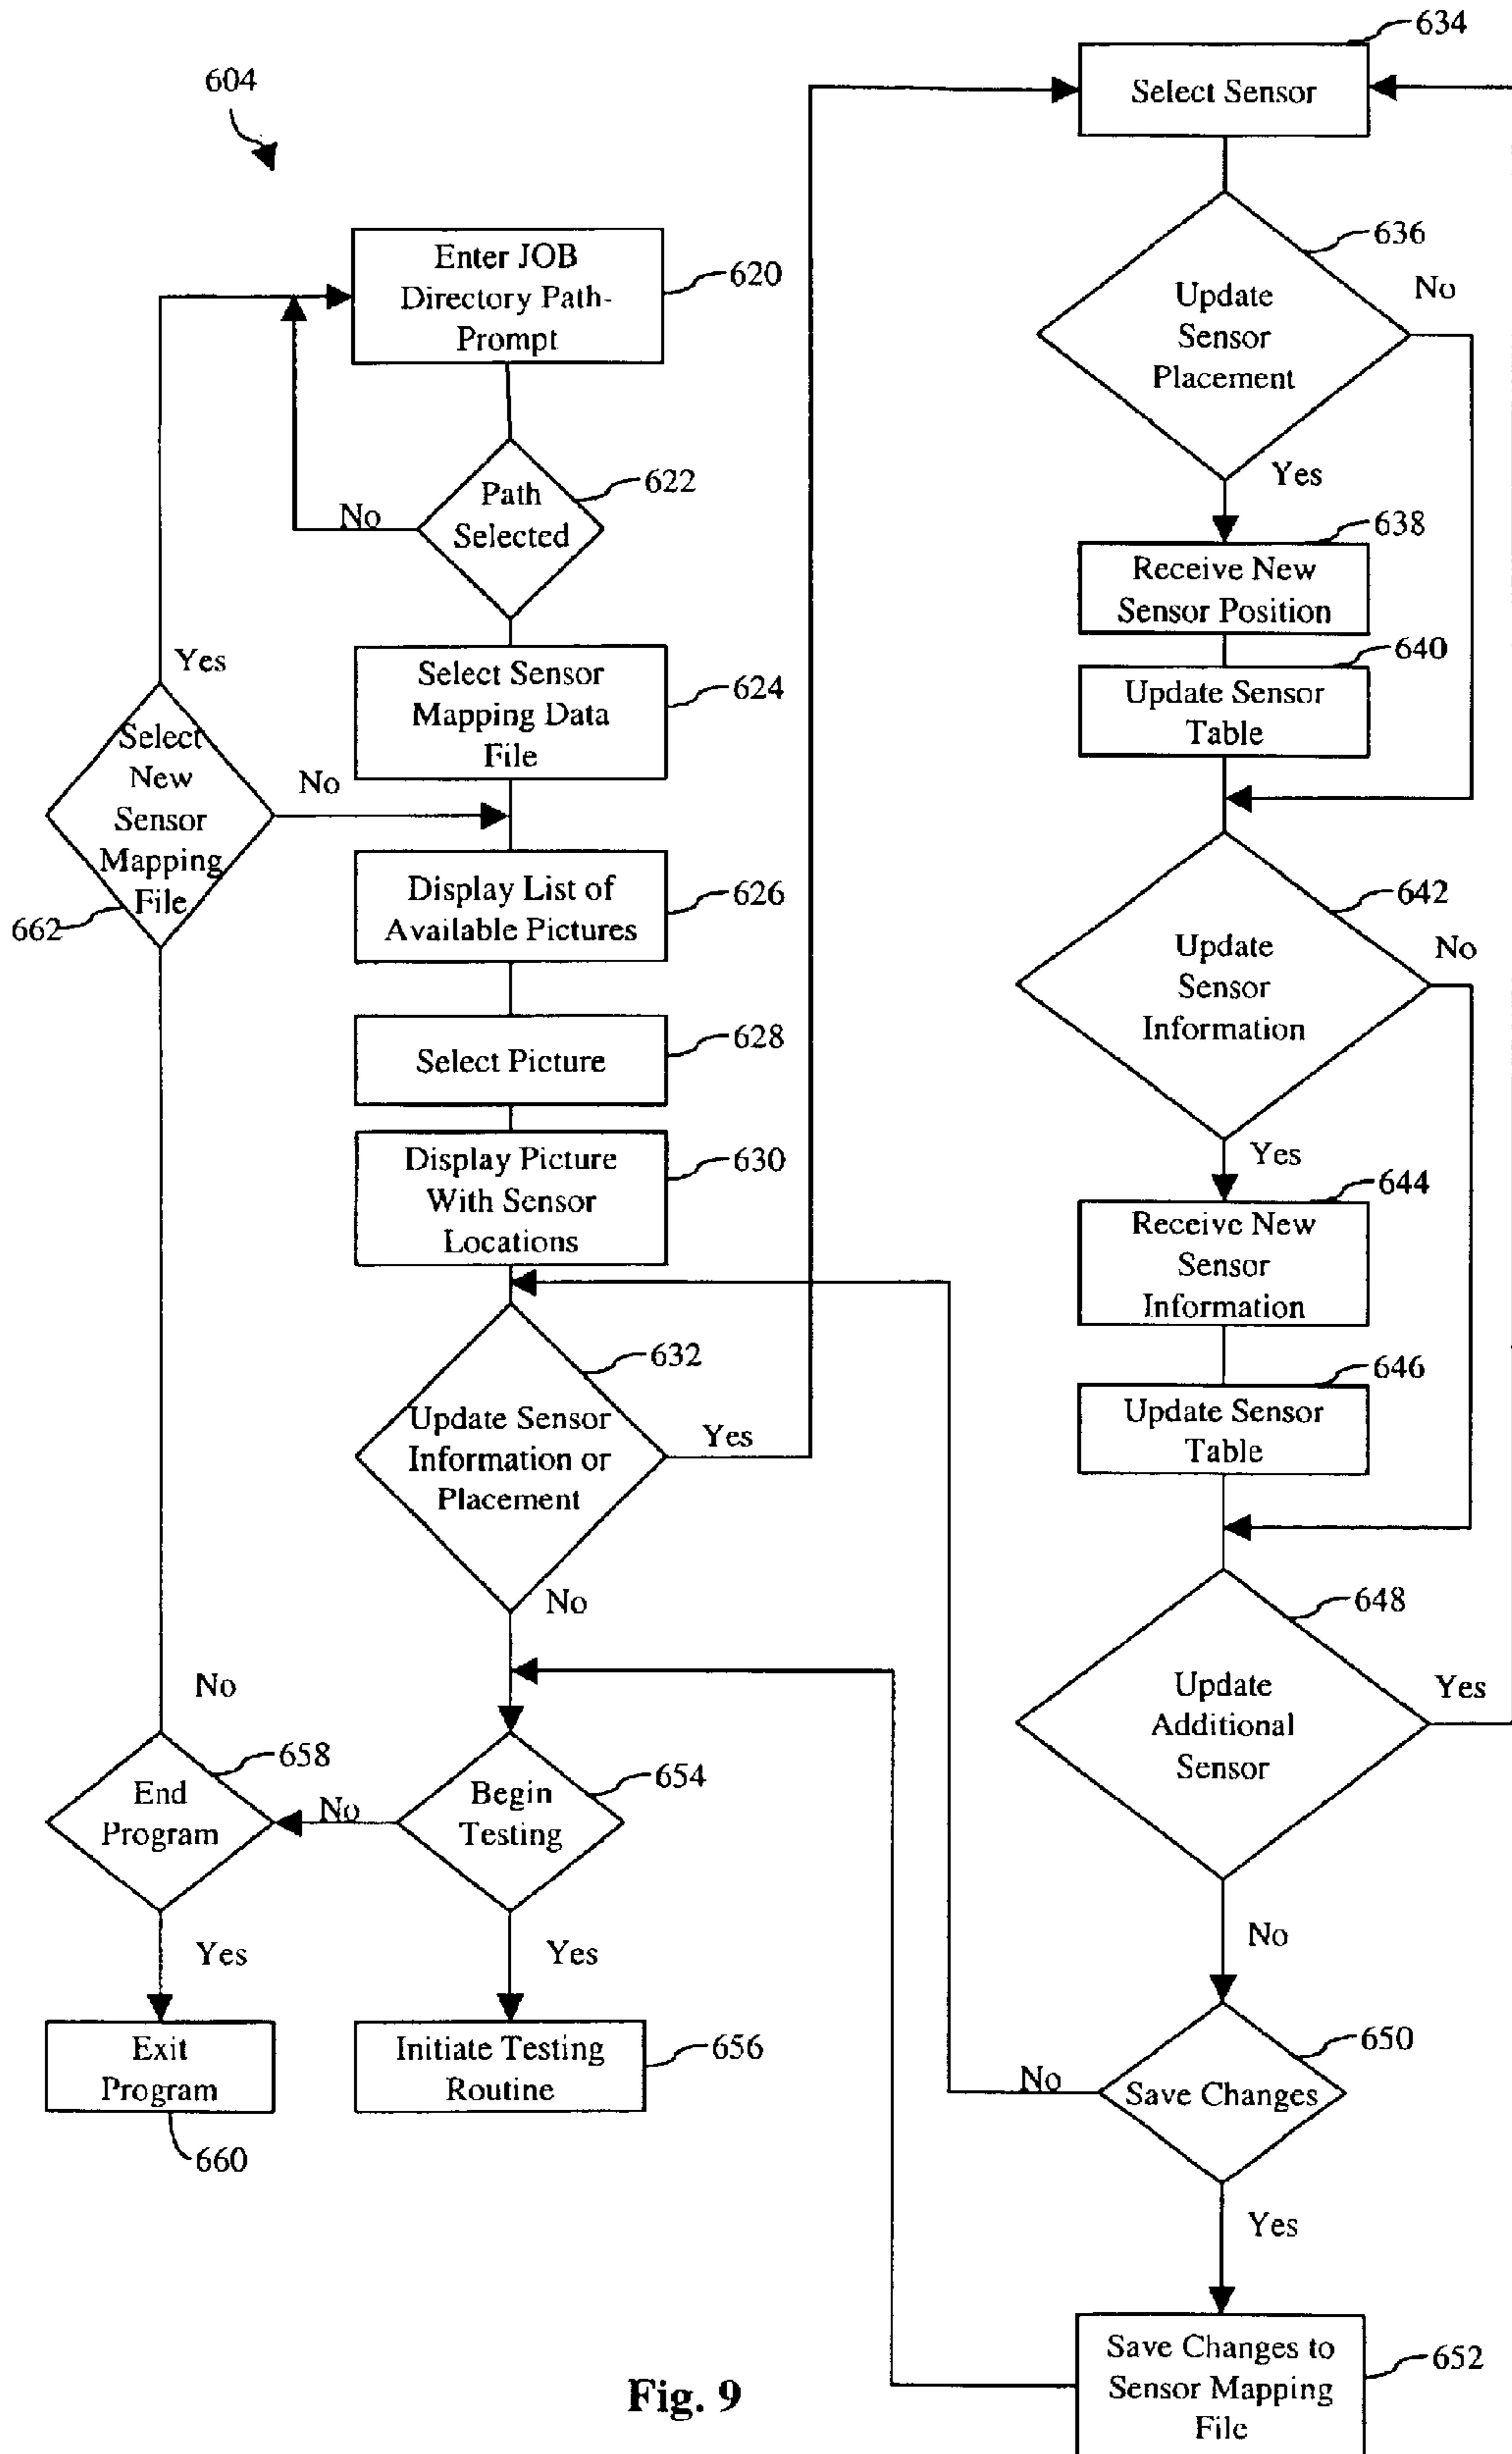 604
Enter JOB
Directory Path-
Prompt
620
Path
Selected
622
No
Select Sensor
Mapping Data
File
624
Yes
Select
New
Sensor
Mapping
File
662
No
Display List of
Available Pictures
626
Select Picture
628
Display Picture
With Sensor
Locations
630
Update Sensor
Information or
Placement
632
Yes
No
No
End
Program
658
No
Begin
Testing
654
Yes
Yes
Exit
Program
660
Initiate Testing
Routine
656
Select Sensor
634
Update
Sensor
Placement
636
No
Yes
Receive New
Sensor Position
638
Update Sensor
Table
640
Update
Sensor
Information
642
No
Yes
Receive New
Sensor
Information
644
Update Sensor
Table
646
Update
Additional
Sensor
648
Yes
No
Save Changes
650
No
Yes
Save Changes to
Sensor Mapping
File
652
Fig. 9